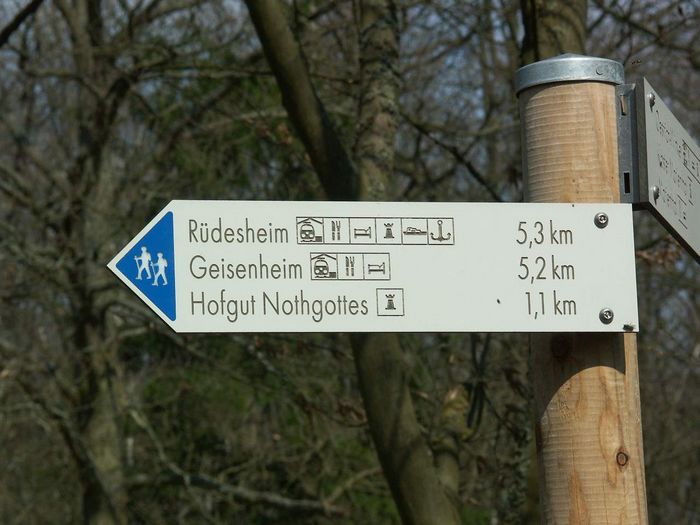 Rüdesheim 5,3 km
Geisenheim 5,2 km
Hofgut Nothgottes 1,1 km